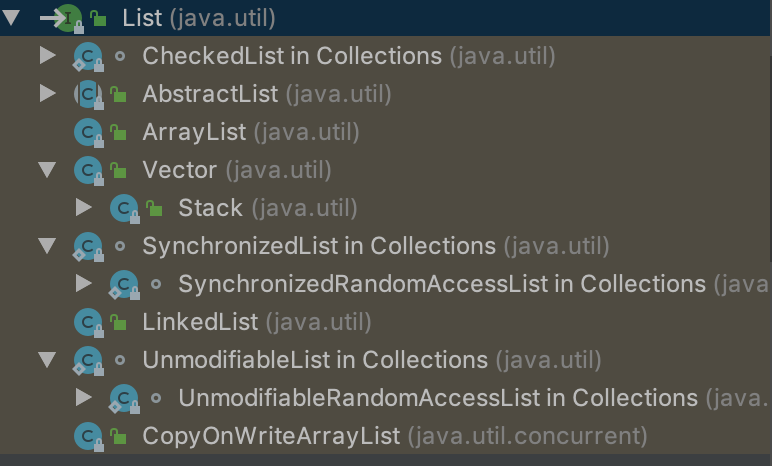 List (java.util)
CheckedList in Collections (java.util)
AbstractList (java.util)
ArrayList (java.util)
Vector (java.util)
Stack (java.util)
SynchronizedList in Collections (java.util)
SynchronizedRandomAccessList in Collections (java
LinkedList (java.util)
UnmodifiableList in Collections (java.util)
UnmodifiableRandomAccessList in Collections (java.
CopyOnWriteArrayList (java.util.concurrent)